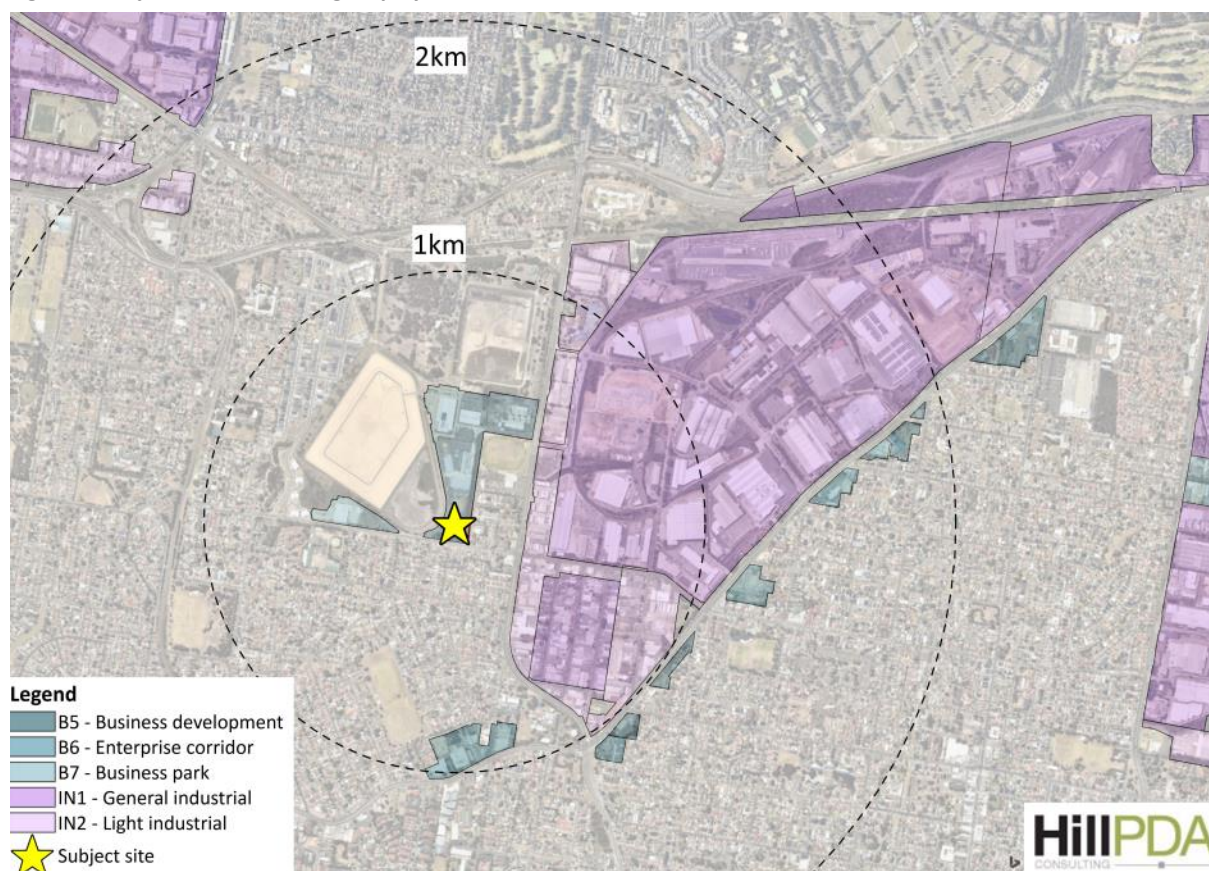 2km
1km
Legend
B5 - Business development
B6 - Enterprise corridor
B7 - Business park
IN1 - General industrial
IN2 - Light industrial
Subject site
HillPDA
CONSULTING